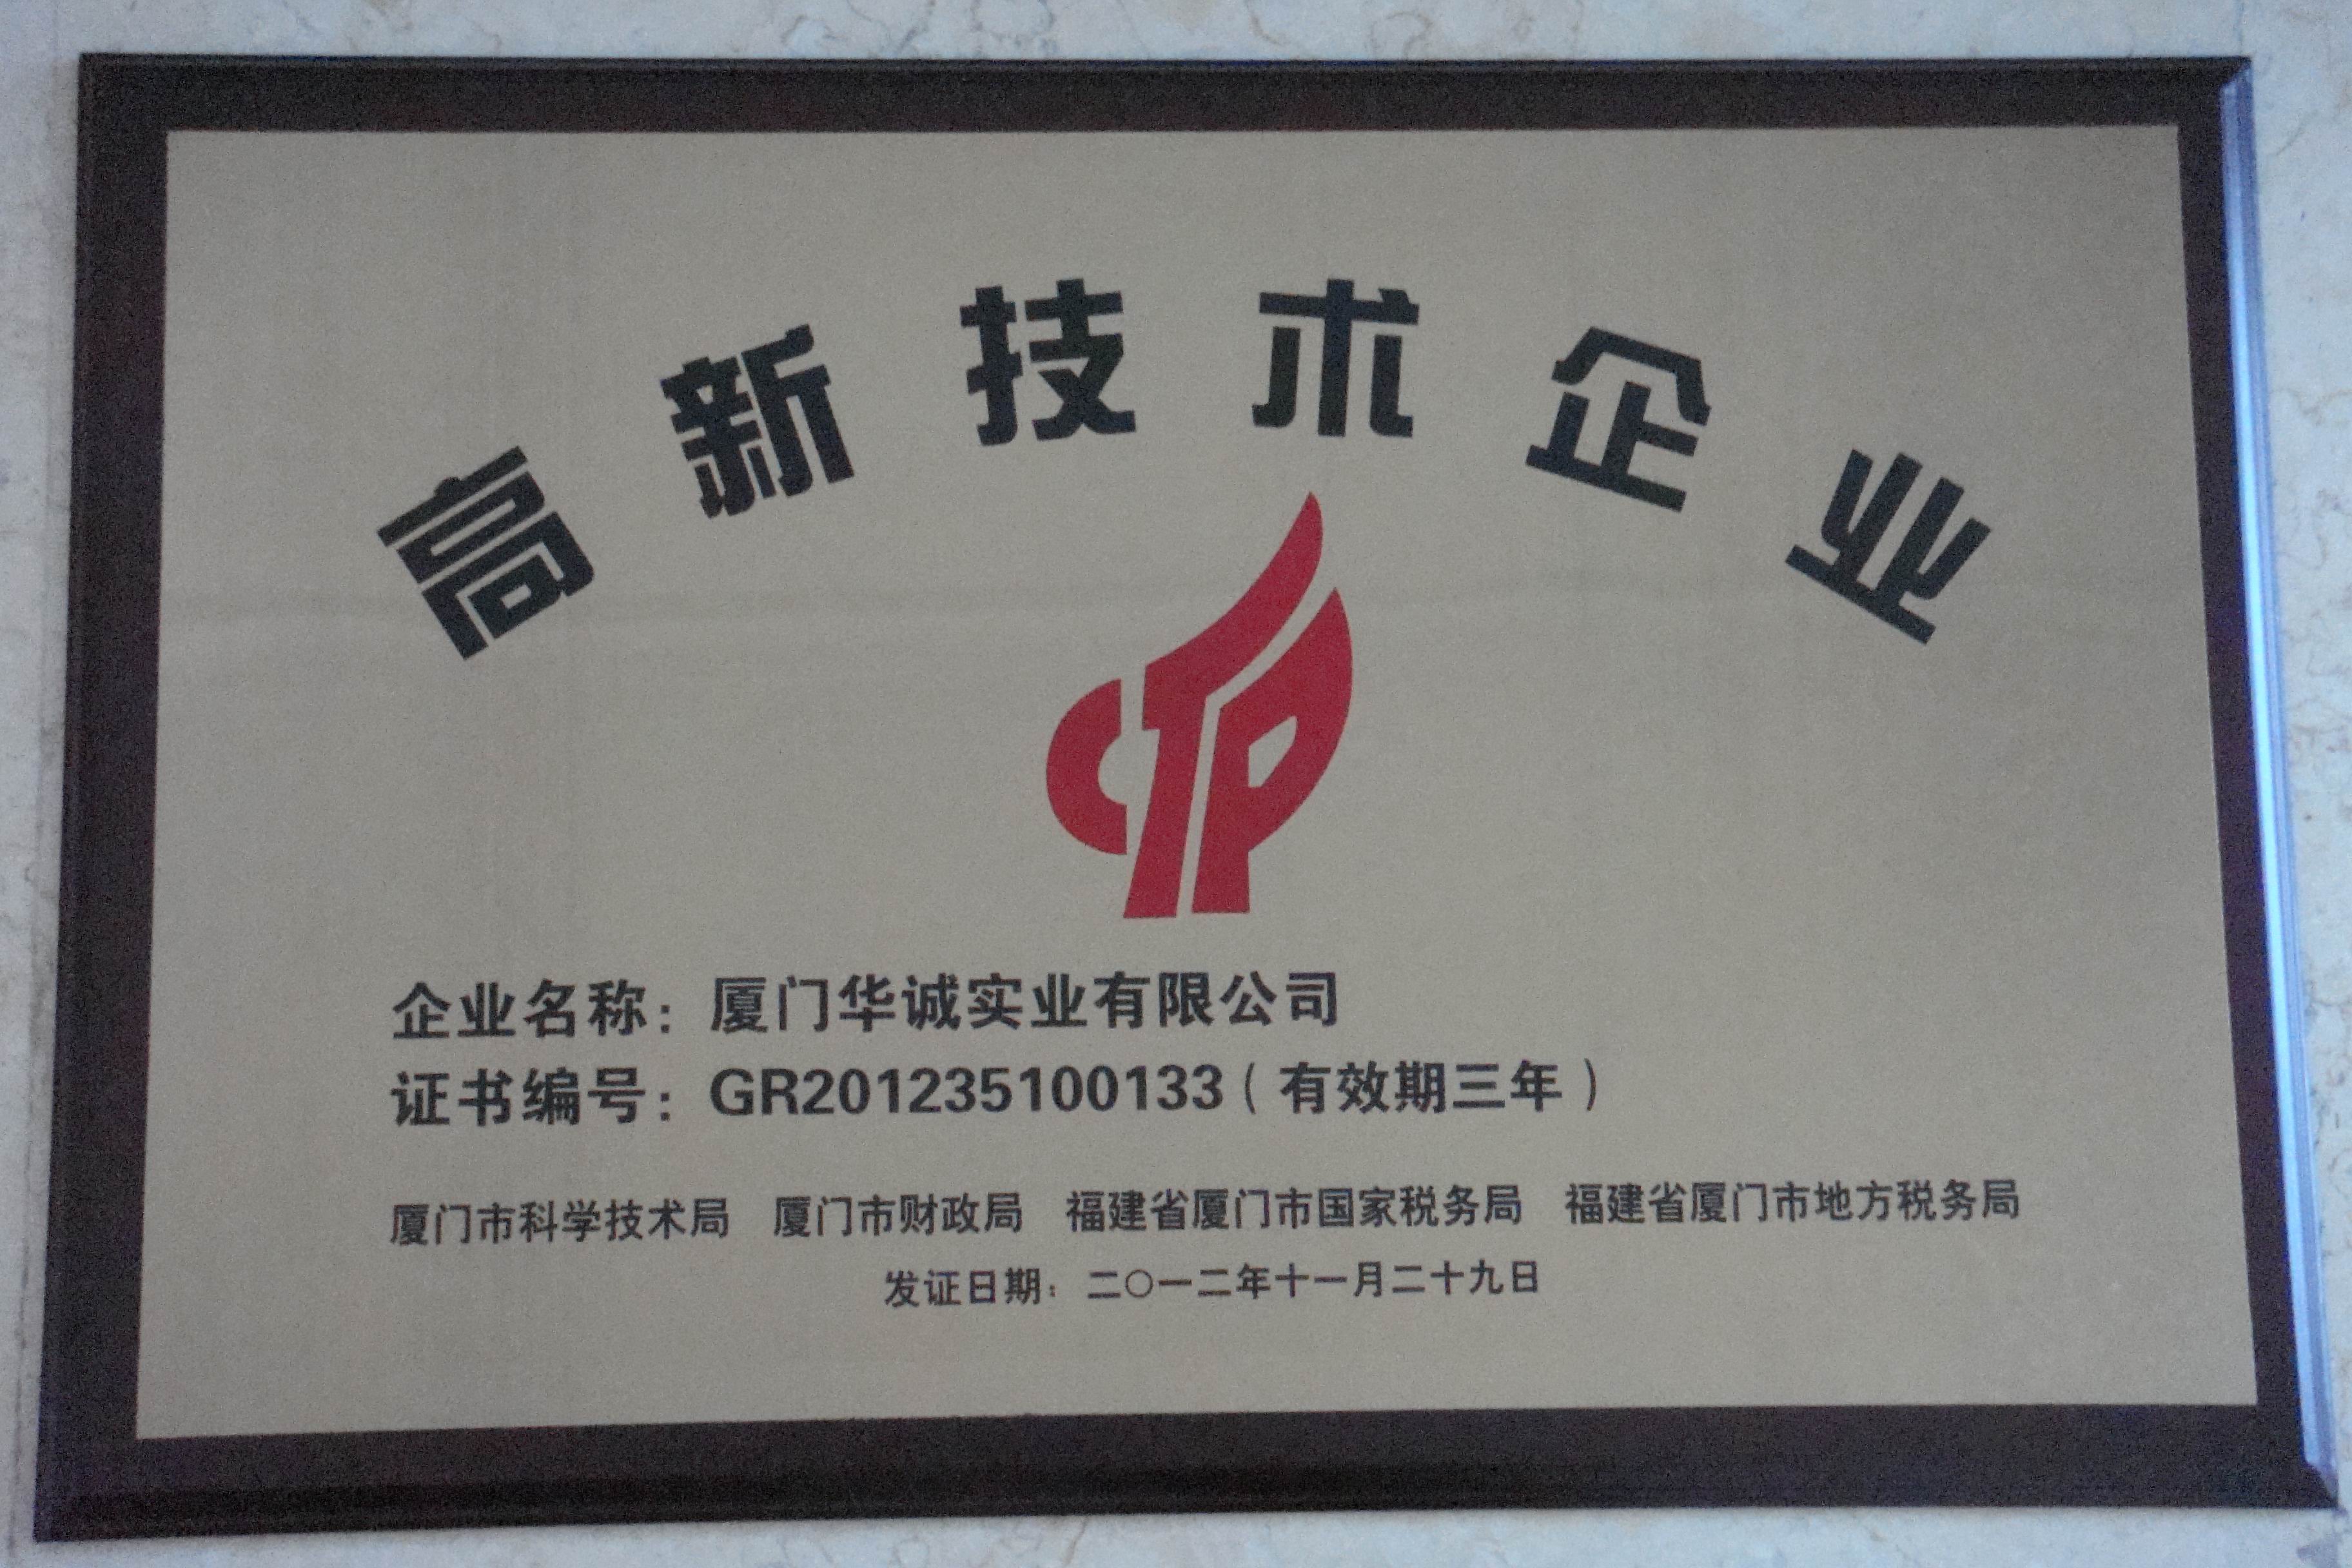 高新技术企业
企业名称：厦门华诚实业有限公司
证书编号：GR201235100133（有效期三年）
厦门市科学技术局 厦门市财政局 福建省厦门市国家税务局 福建省厦门市地方税务局
发证日期：二〇一二年十一月二十九日